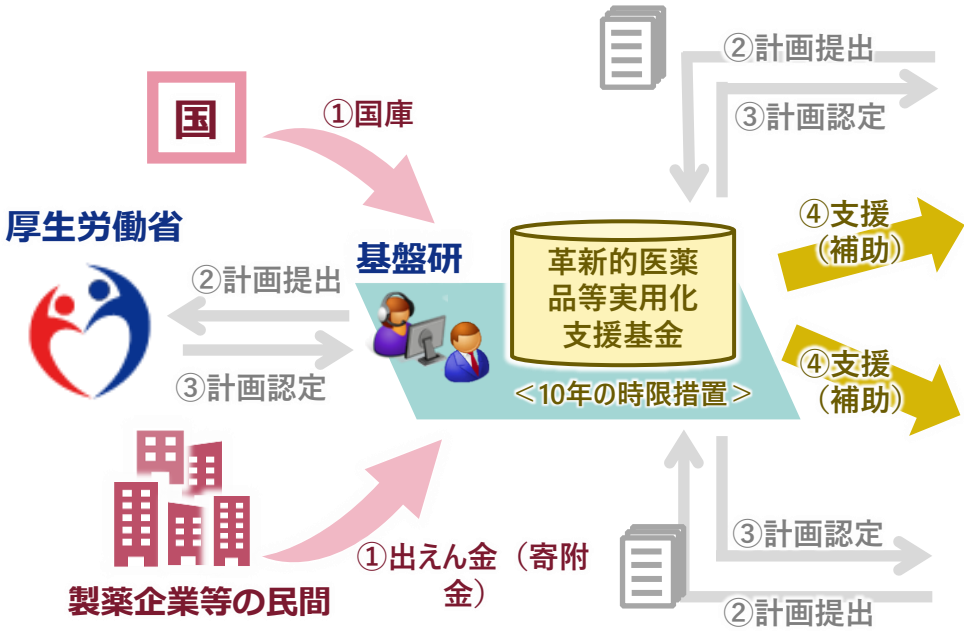 ②計画提出
③計画認定
国
①国庫
④支援
（補助）
厚生労働省
基盤研
革新的医薬
品等実用化
支援基金
②計画提出
③計画認定
＜10年の時限措置＞
④支援
（補助）
①出えん金（寄附
金）
製薬企業等の民間
③計画認定
②計画提出